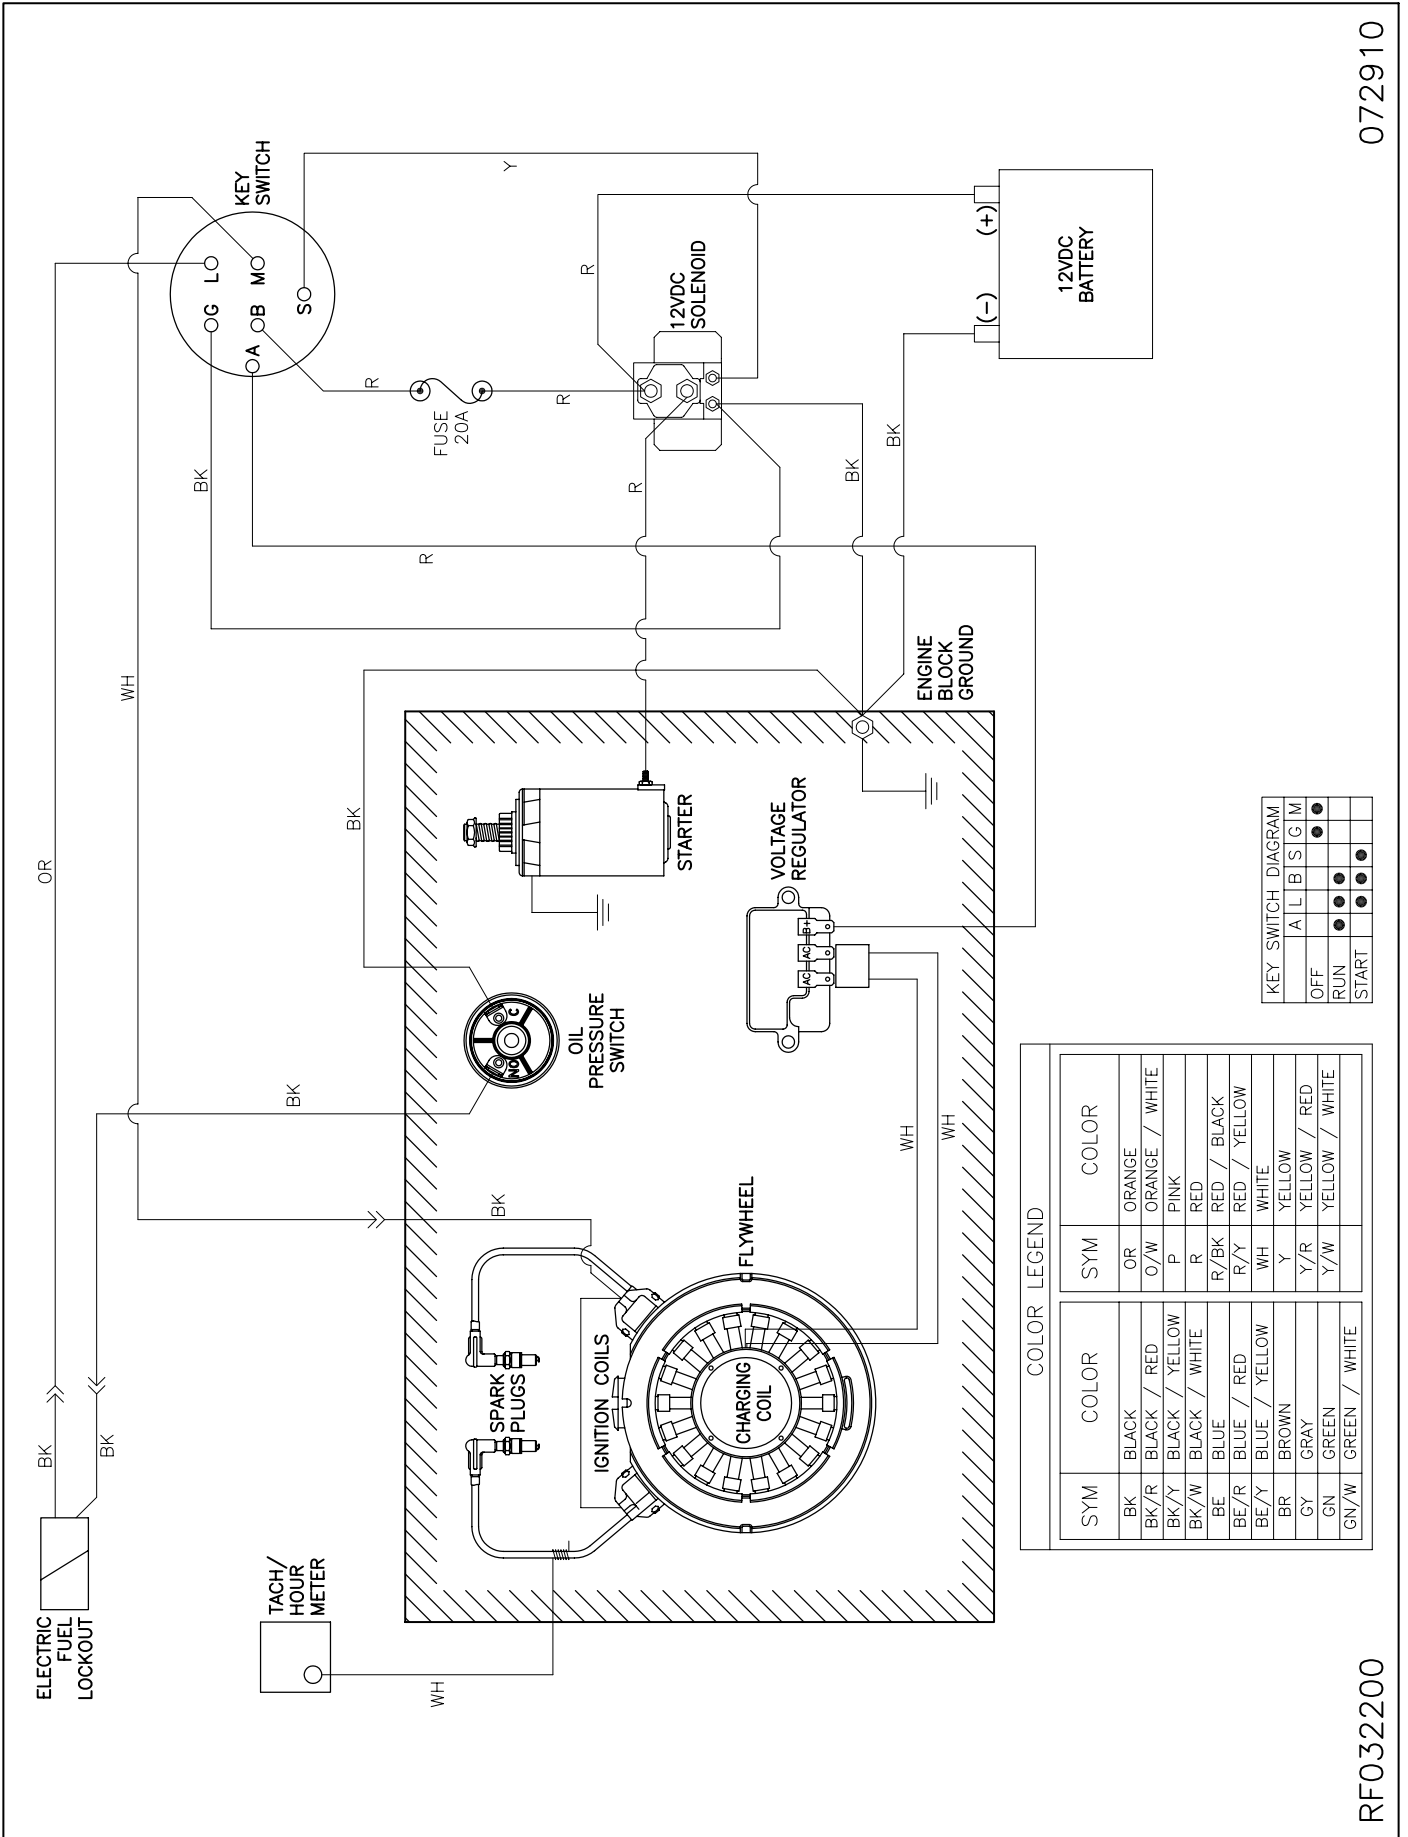 RF032200
072910
ELECTRIC
FUEL
LOCKOUT
BK
BK
OR
WH
TACH/
HOUR
METER
WH
BK
BK
BK
SPARK
PLUGS
IGNITION COILS
FLYWHEEL
CHARGING
COIL
WH
WH
NO
C
OIL
PRESSURE
SWITCH
STARTER
VOLTAGE
REGULATOR
AC
AC
B+
ENGINE
BLOCK
GROUND
KEY
SWITCH
G
L
A
B
M
S
BK
R
R
FUSE
20A
R
R
R
Y
12VDC
SOLENOID
BK
BK
(-)
(+)
12VDC
BATTERY
COLOR LEGEND
SYM COLOR SYM COLOR
BK BLACK OR ORANGE
BK/R BLACK / RED O/W ORANGE / WHITE
BK/Y BLACK / YELLOW P PINK
BK/W BLACK / WHITE R RED
BE BLUE R/BK RED / BLACK
BE/R BLUE / RED R/Y RED / YELLOW
BE/Y BLUE / YELLOW WH WHITE
BR BROWN Y YELLOW
GY GRAY Y/R YELLOW / RED
GN GREEN Y/W YELLOW / WHITE
GN/W GREEN / WHITE
KEY SWITCH DIAGRAM
A L B S G M
OFF
RUN
START